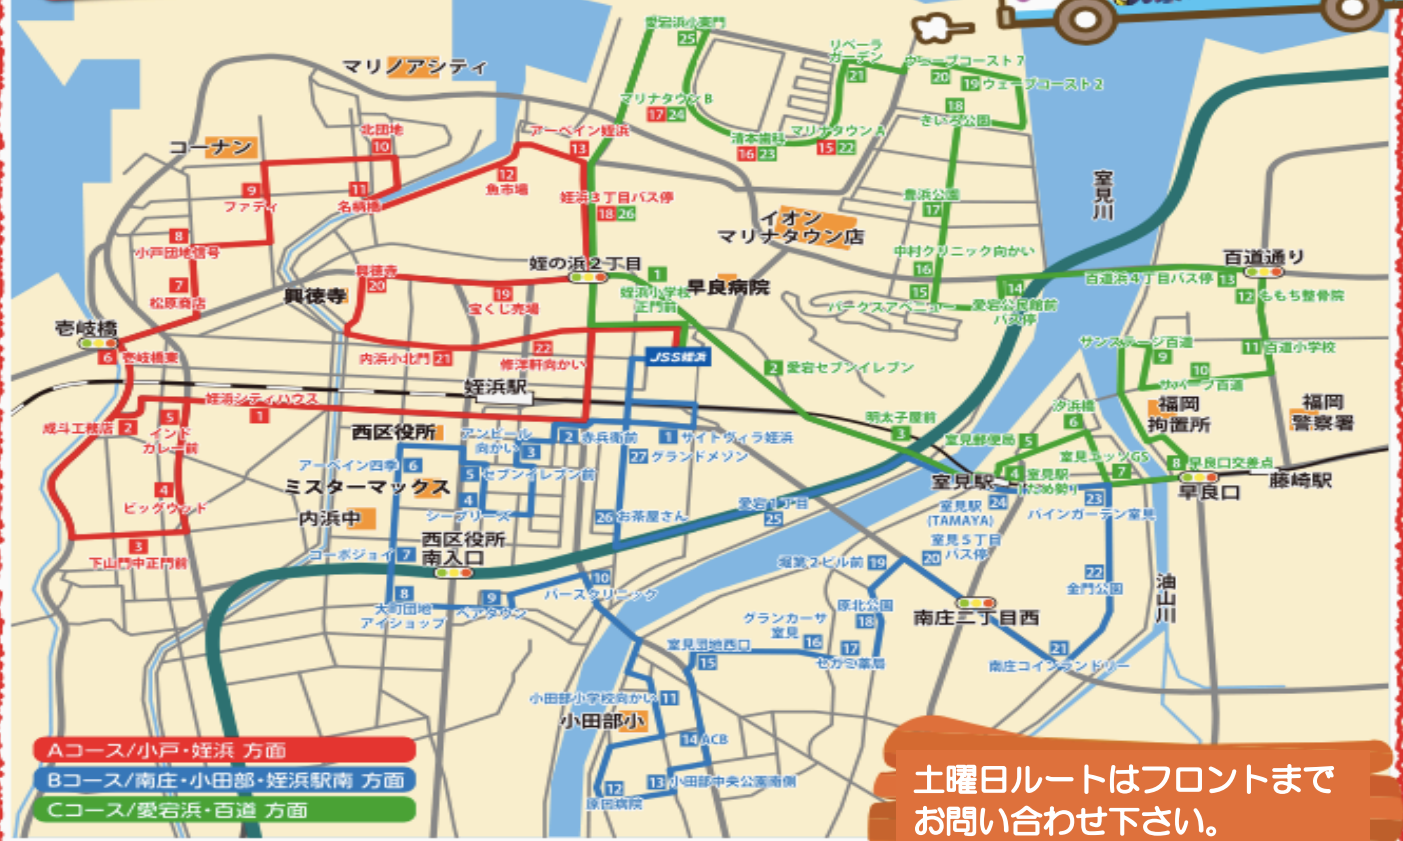 愛宕浜小東門
25
リベーラ
ガーデン
21
ウェーブコースト7
20
19 ウェーブコースト2
マリノアシティ
マリナタウンB
17 24
18
きいろ公園
北団地
10
アーベイン姪浜
13
清本歯科
16 23
マリナタウンA
15 22
コーナン
9
ファディ
11
名柄橋
12
魚市場
姪浜3丁目バス停
18 26
豊浜公園
17
室見川
イオン
マリナタウン店
8
小戸団地信号
中村クリニック向かい
16
姪の浜2丁目
百道通り
興徳寺
20
1
姪浜小学校
正門前
早良病院
15
パークスアベニュー
14
愛宕公民館前
バス停
百道浜4丁目バス停 13
12 ももち整骨院
7
松原商店
興徳寺
19
宝くじ売場
壱岐橋
6 壱岐橋東
内浜小北門 21
22
修洋軒向かい
JSS姪浜
2 愛宕セブンイレブン
サンステージ百道
9
11 百道小学校
10
サバーブ百道
姪浜駅
姪浜シティハウス
1
成斗工務店 2
5
インド
カレー前
西区役所
アンピール
向かい 3
2 赤兵衛前
1 サイトヴィラ姪浜
27 グランドメゾン
明太子屋前
3
汐浜橋
6
福岡
拘置所
福岡
警察署
室見郵便局 5
室見エッソGS
7
8 早良口交差点
アーベイン四季 6
5 セブンイレブン前
ミスターマックス
4
ビッグウッド
4
シーブリーズ
内浜中
26 お茶屋さん
愛宕1丁目
25
室見駅
4 室見駅
24
室見駅
(TAMAYA)
23
パインガーデン室見
早良口
藤崎駅
3
下山門中正門前
コーポジョイ 7
西区役所
南入口
室見5丁目
20 バス停
堀第2ビル前 19
8
大町団地
アイショップ
9
ベアタウン
10
パースクリニック
22
金門公園
油山川
原北公園
18
南庄二丁目西
グランカーサ
室見 16
17
セガミ薬局
室見団地西口
15
21
南庄コインランドリー
小田部小学校向かい 11
小田部小
14 ACB
13 小田部中央公園南側
12
原田病院
Aコース/小戸・姪浜 方面
Bコース/南庄・小田部・姪浜駅南 方面
Cコース/愛宕浜・百道 方面
土曜日ルートはフロントまで
お問い合わせ下さい。